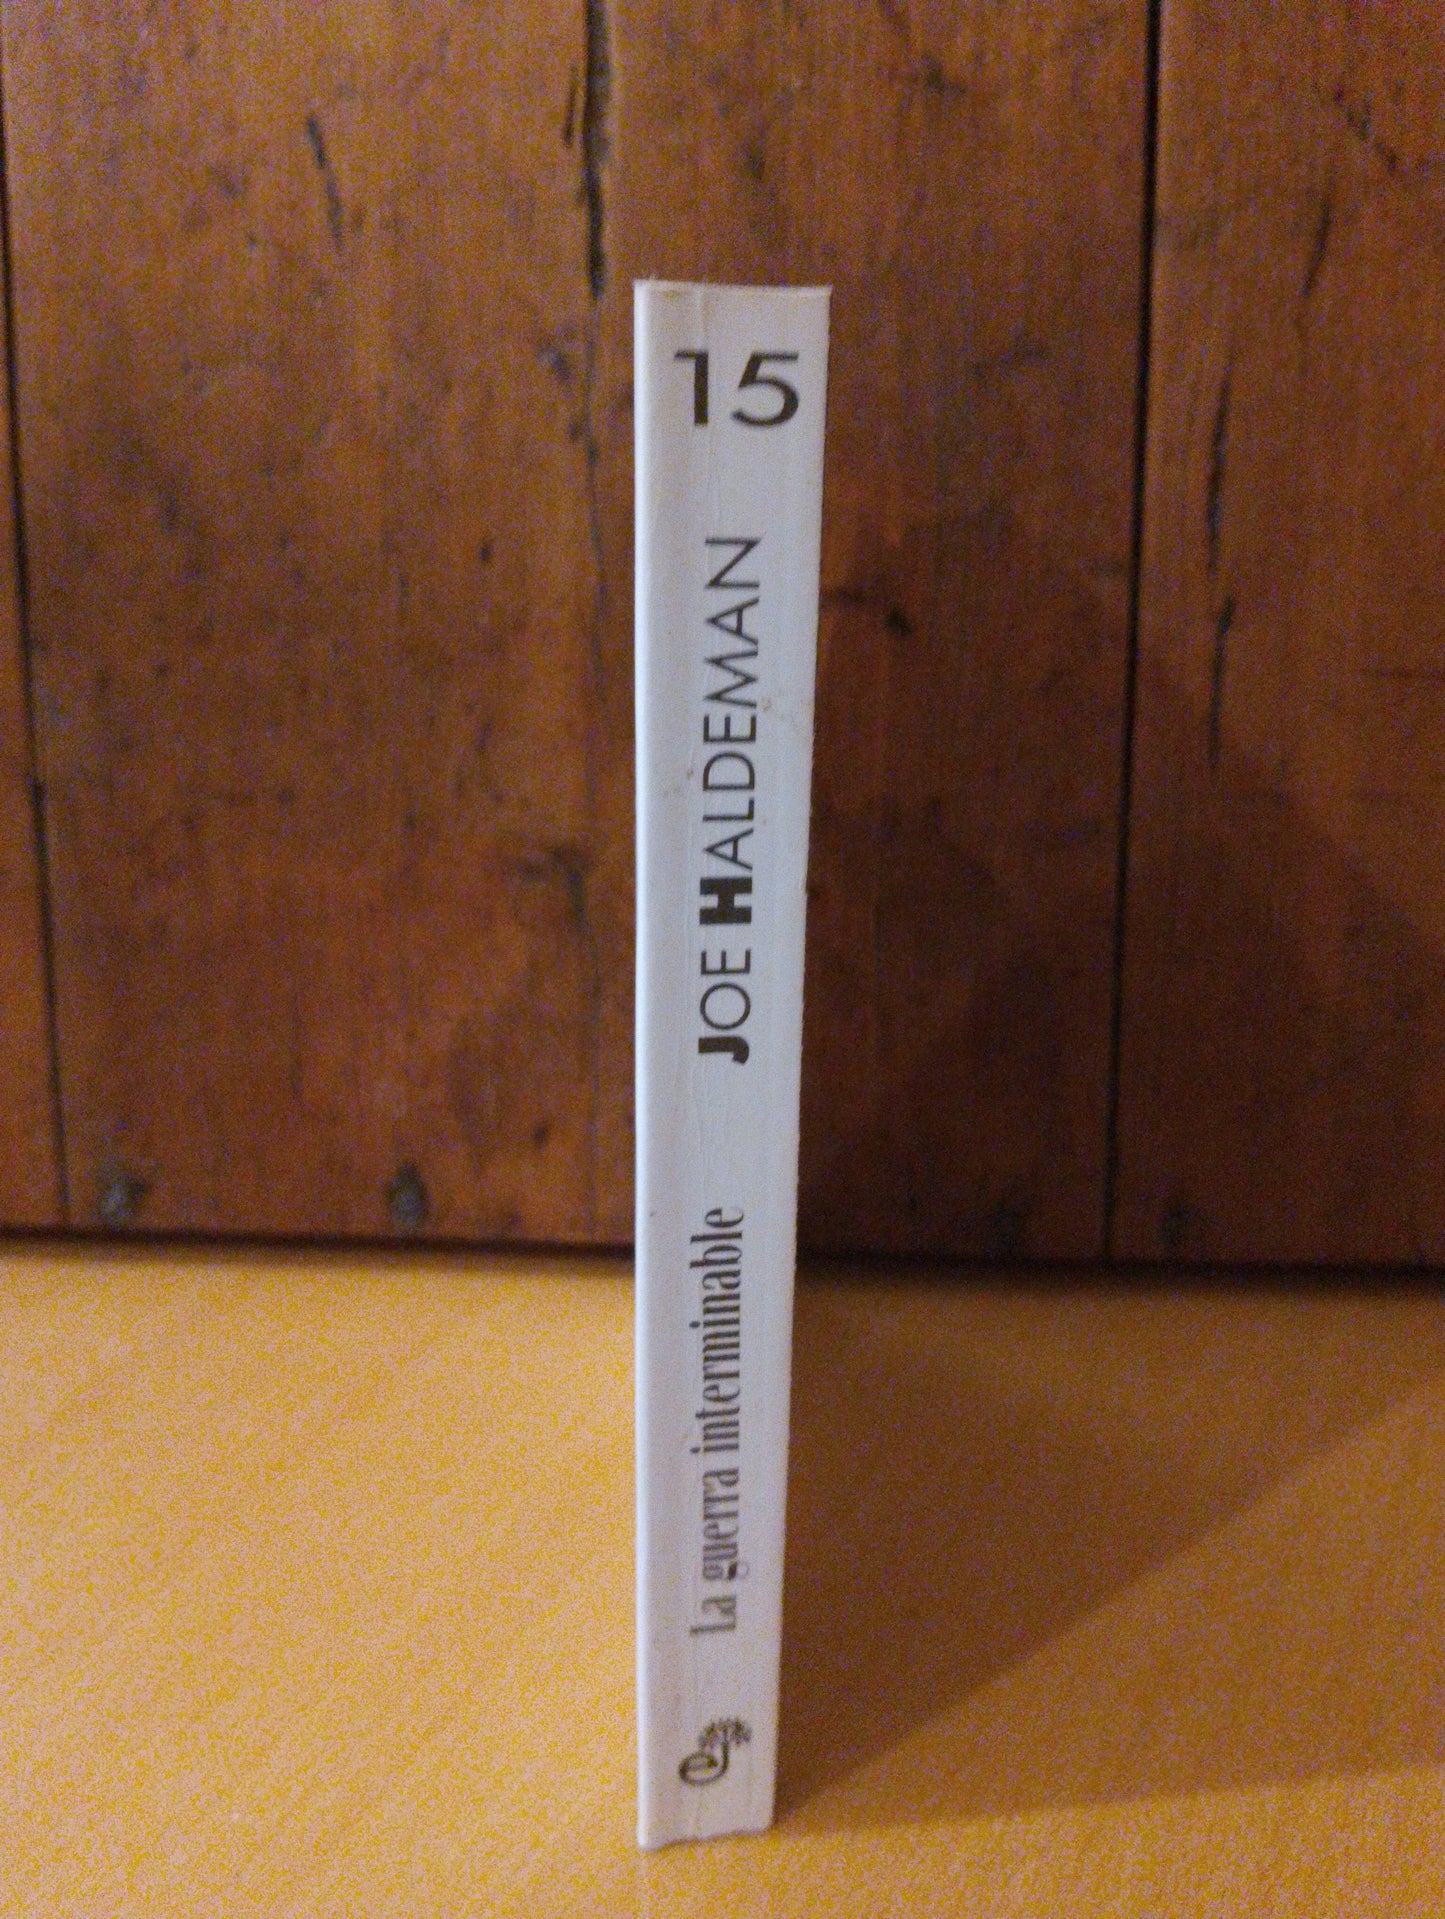 15
JOE HALDEMAN
La guerra interminable